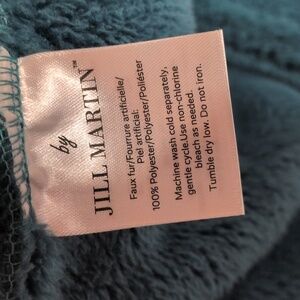 by
JILL MARTIN™
Faux fur/Fourrure artificielle/
Piel artificial:
100% Polyester/Polyester/Poliéster
Machine wash cold separately,
gentle cycle.Use non-chlorine
bleach as needed.
Tumble dry low. Do not iron.